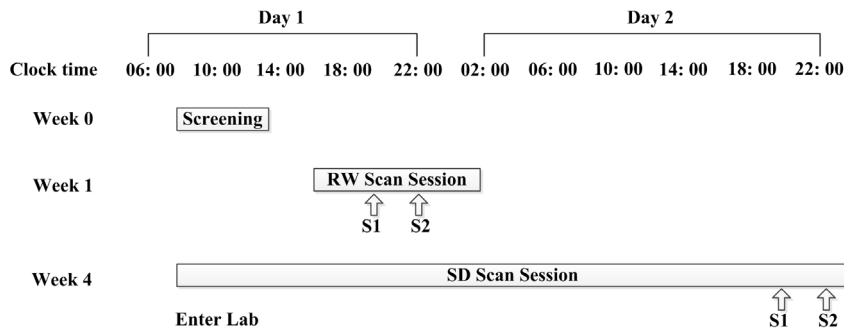 Day 1 Day 2
Clock time 06: 00 10: 00 14: 00 18: 00 22: 00 02: 00 06: 00 10: 00 14: 00 18: 00 22: 00
Week 0 Screening
Week 1 RW Scan Session
S1 S2
Week 4 SD Scan Session
Enter Lab S1 S2